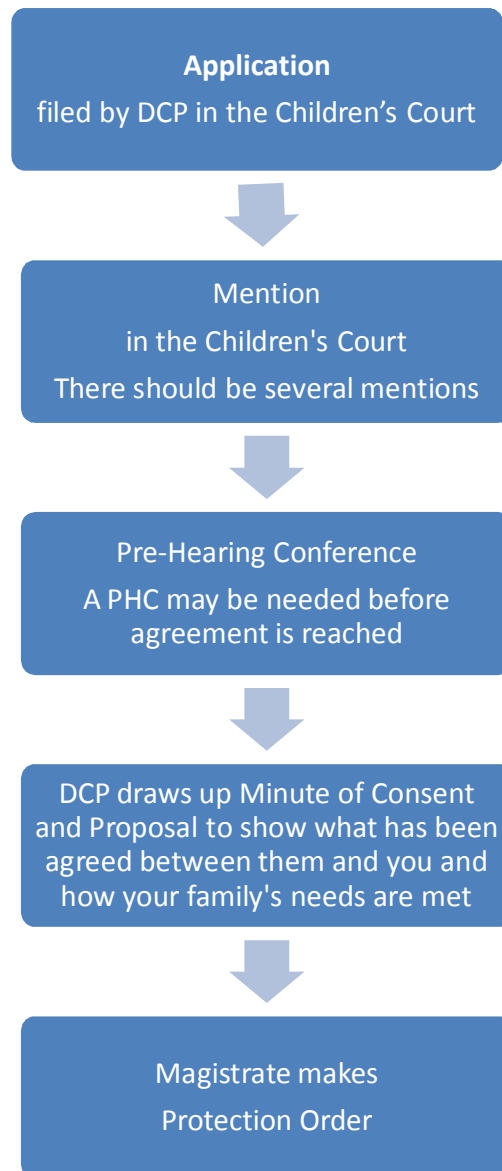 Application
filed by DCP in the Children’s Court
Mention
in the Children's Court
There should be several mentions
Pre-Hearing Conference
A PHC may be needed before
agreement is reached
DCP draws up Minute of Consent
and Proposal to show what has been
agreed between them and you and
how your family's needs are met
Magistrate makes
Protection Order